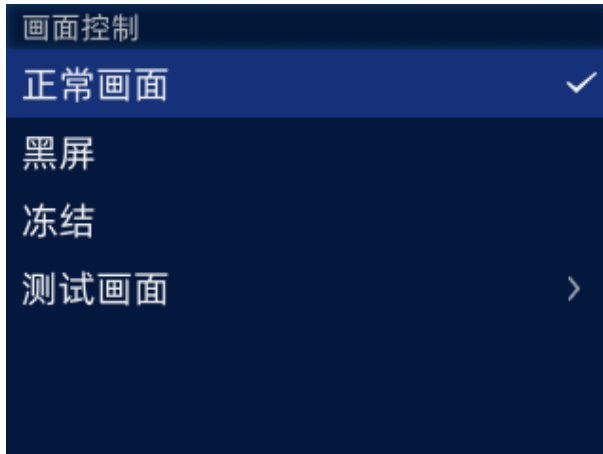 画面控制
正常画面
黑屏
冻结
测试画面